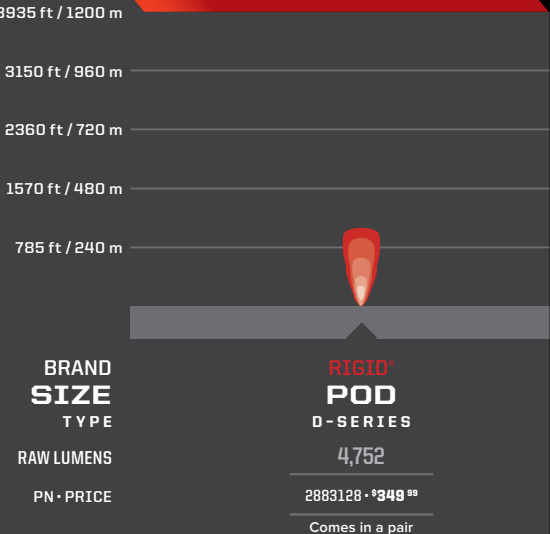 3935 ft / 1200 m
3150 ft / 960 m
2360 ft / 720 m
1570 ft / 480 m
785 ft / 240 m
BRAND RIGID®
SIZE POD
TYPE D-SERIES
RAW LUMENS 4,752
PN • PRICE 2883128 • $349 99
Comes in a pair